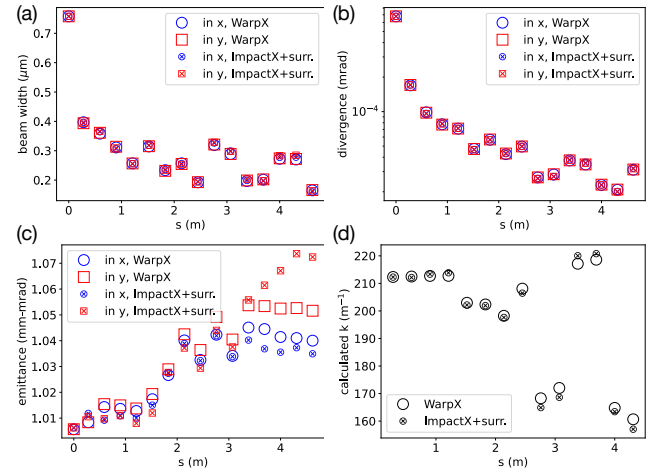 (a)
in x, WarpX
in y, WarpX
in x, ImpactX+surr.
in y, ImpactX+surr.
beam width (μm)
0.7
0.6
0.5
0.4
0.3
0.2
0 1 2 3 4
s (m)
(b)
in x, WarpX
in y, WarpX
in x, ImpactX+surr.
in y, ImpactX+surr.
divergence (mrad)
10⁻⁴
0 1 2 3 4
s (m)
(c)
in x, WarpX
in y, WarpX
in x, ImpactX+surr.
in y, ImpactX+surr.
emittance (mm-mrad)
1.07
1.06
1.05
1.04
1.03
1.02
1.01
0 1 2 3 4
s (m)
(d)
calculated k (m⁻¹)
220
210
200
190
180
170
160
WarpX
ImpactX+surr.
1 2 3 4
s (m)